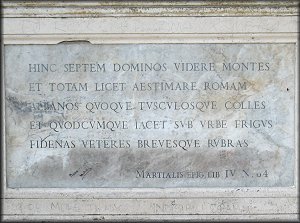 HINC SEPTEM DOMINOS VIDERE MONTES
ET TOTAM LICET AESTIMARE ROMAM
ALBANOS QVOQVE TVSCVLOSQVE COLLES
ET QVODCVMQVE IACET SVB VRBE FRIGVS
FIDENAS VETERES BREVESQVE RVBRAS
MARTIALIS EPIG. LIB IV N. 64